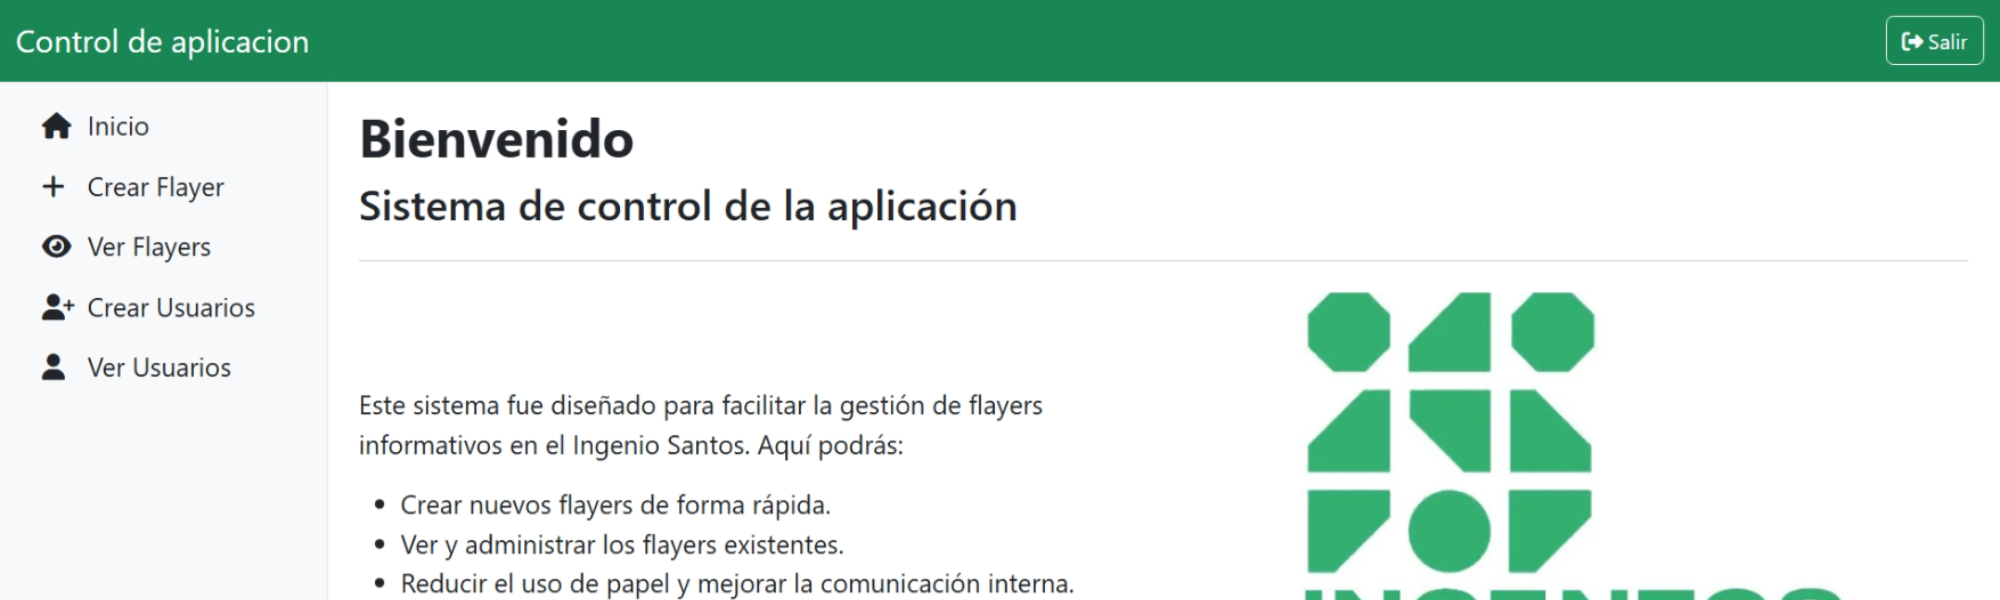 Control de aplicacion
Salir
Inicio
Crear Flayer
Ver Flayers
Crear Usuarios
Ver Usuarios
Bienvenido
Sistema de control de la aplicación
Este sistema fue diseñado para facilitar la gestión de flayers
informativos en el Ingenio Santos. Aquí podrás:
Crear nuevos flayers de forma rápida.
Ver y administrar los flayers existentes.
Reducir el uso de papel y mejorar la comunicación interna.